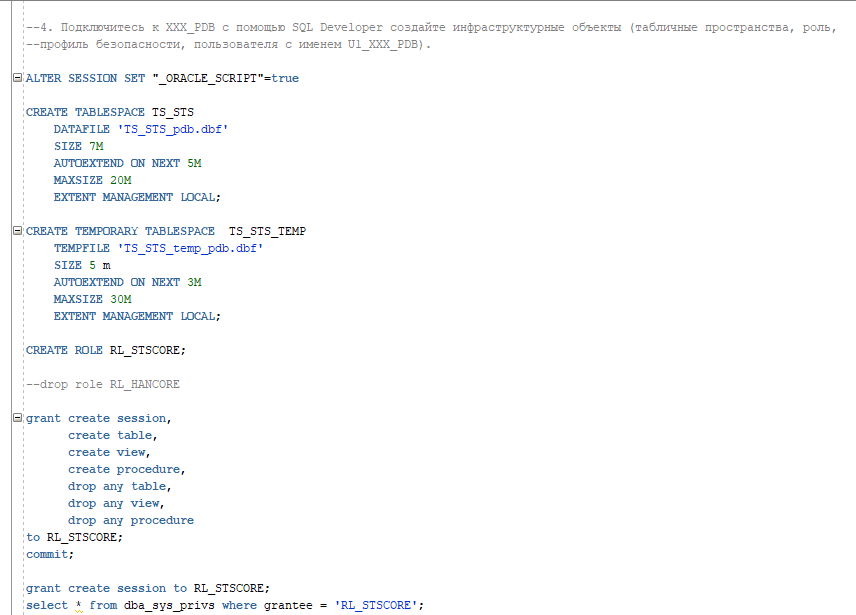 --4. Подключитесь к XXX_PDB с помощью SQL Developer создайте инфраструктурные объекты (табличные пространства, роль,
--профиль безопасности, пользователя с именем U1_XXX_PDB).
ALTER SESSION SET "_ORACLE_SCRIPT"=true
CREATE TABLESPACE TS_STS
DATAFILE 'TS_STS_pdb.dbf'
SIZE 7M
AUTOEXTEND ON NEXT 5M
MAXSIZE 20M
EXTENT MANAGEMENT LOCAL;
CREATE TEMPORARY TABLESPACE  TS_STS_TEMP
TEMPFILE 'TS_STS_temp_pdb.dbf'
SIZE 5 m
AUTOEXTEND ON NEXT 3M
MAXSIZE 30M
EXTENT MANAGEMENT LOCAL;
CREATE ROLE RL_STSCORE;
--drop role RL_HANCORE
grant create session,
create table,
create view,
create procedure,
drop any table,
drop any view,
drop any procedure
to RL_STSCORE;
commit;
grant create session to RL_STSCORE;
select * from dba_sys_privs where grantee = 'RL_STSCORE';